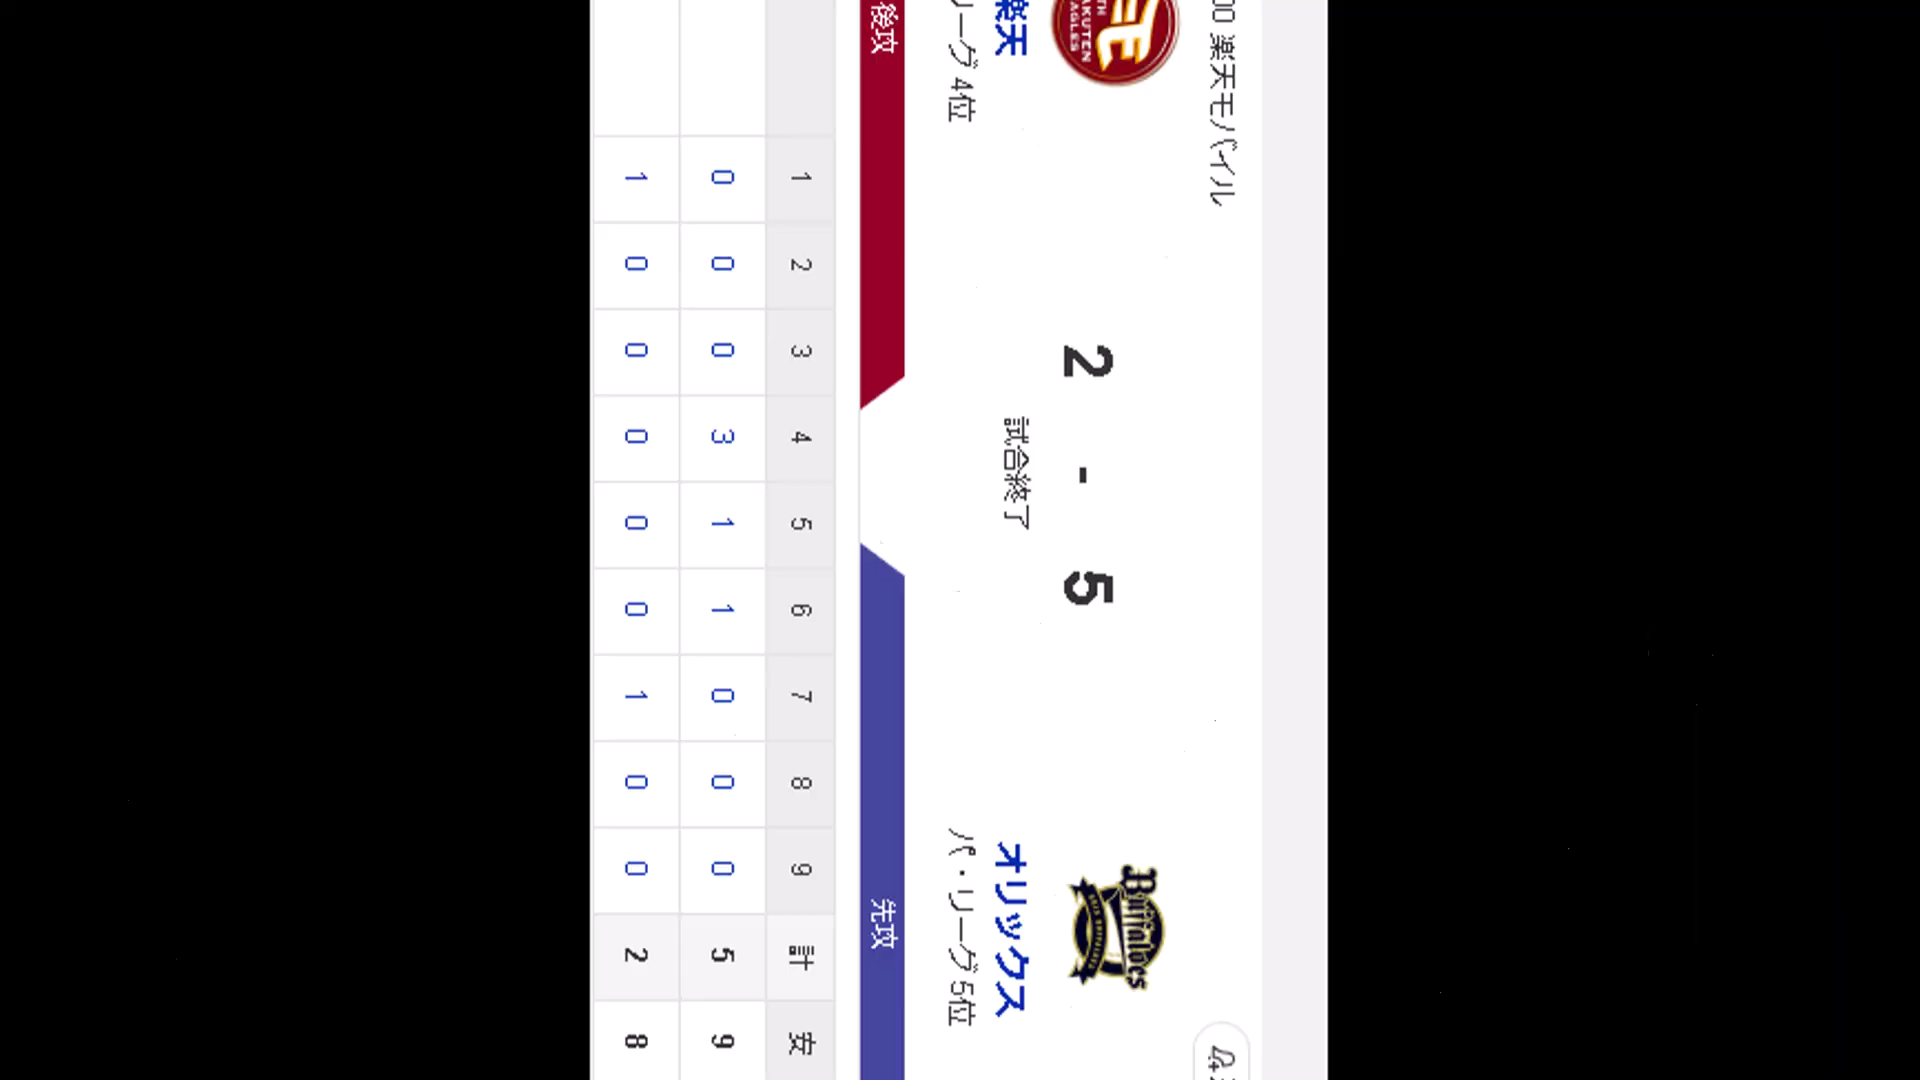 00 楽天モバイル
楽天
リーグ 4位
2 - 5
試合終了
オリックス
パ・リーグ 5位
Buffaloes
後攻
先攻
1 2 3 4 5 6 7 8 9 計 安
0 0 0 3 1 1 0 0 0 5 9
1 0 0 0 0 0 1 0 0 2 8